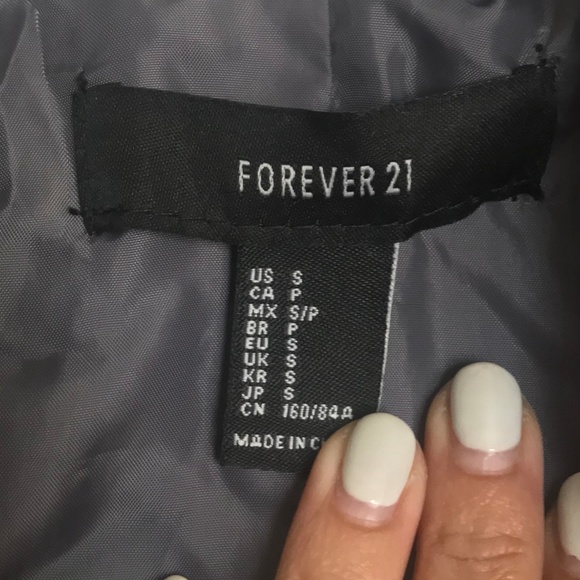 FOREVER 21
US S
CA P
MX S/P
BR P
EU S
UK S
KR S
JP S
CN 160/84A
MADE IN